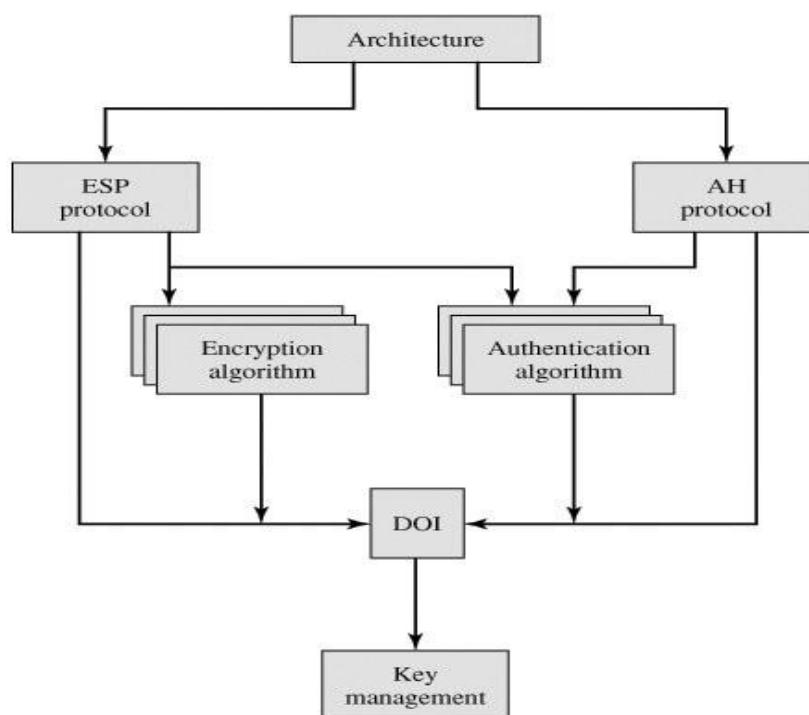 Architecture
ESP
protocol
AH
protocol
Encryption
algorithm
Authentication
algorithm
DOI
Key
management